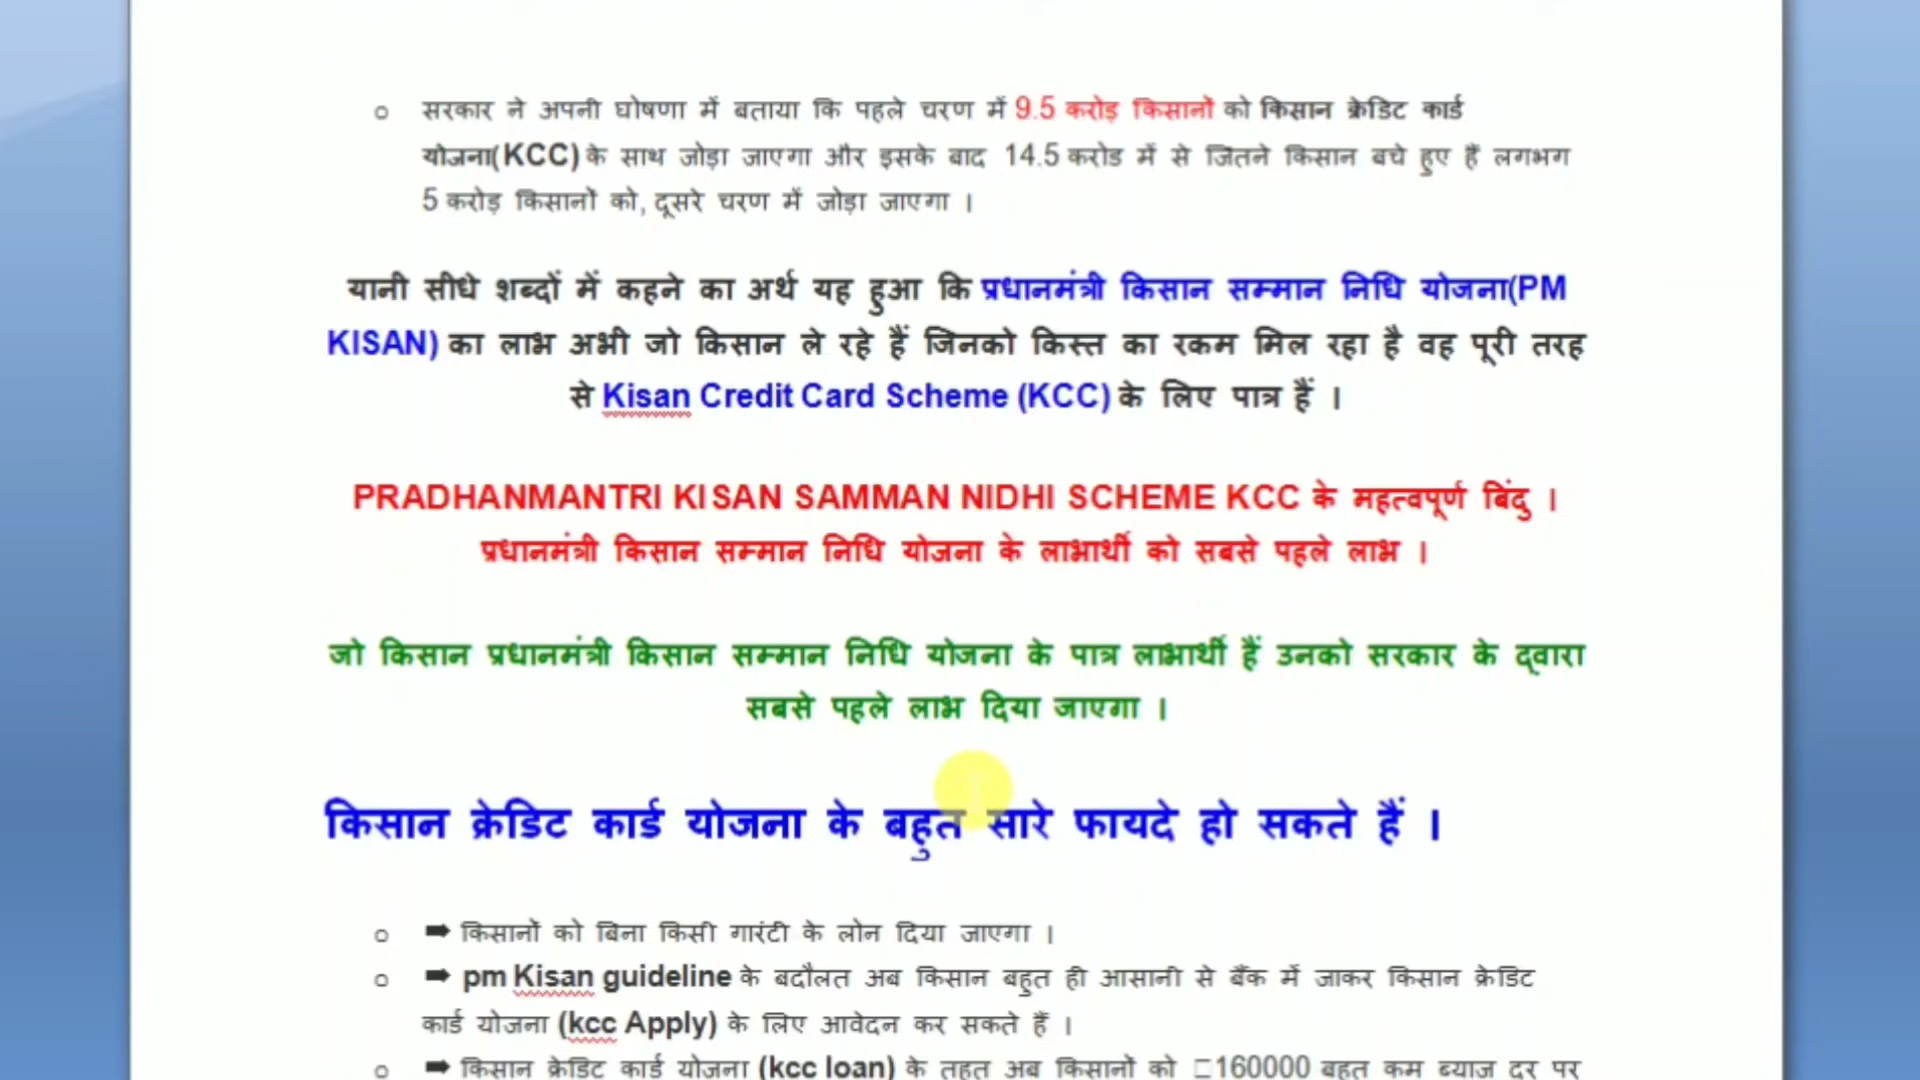 o सरकार ने अपनी घोषणा में बताया कि पहले चरण में 9.5 करोड़ किसानों को किसान क्रेडिट कार्ड
योजना(KCC) के साथ जोड़ा जाएगा और इसके बाद 14.5 करोड में से जितने किसान बचे हुए हैं लगभग
5 करोड़ किसानों को, दूसरे चरण में जोड़ा जाएगा ।
यानी सीधे शब्दों में कहने का अर्थ यह हुआ कि प्रधानमंत्री किसान सम्मान निधि योजना(PM
KISAN) का लाभ अभी जो किसान ले रहे हैं जिनको किस्त का रकम मिल रहा है वह पूरी तरह
से Kisan Credit Card Scheme (KCC) के लिए पात्र हैं ।
PRADHANMANTRI KISAN SAMMAN NIDHI SCHEME KCC के महत्वपूर्ण बिंदु ।
प्रधानमंत्री किसान सम्मान निधि योजना के लाभार्थी को सबसे पहले लाभ ।
जो किसान प्रधानमंत्री किसान सम्मान निधि योजना के पात्र लाभार्थी हैं उनको सरकार के द्वारा
सबसे पहले लाभ दिया जाएगा ।
किसान क्रेडिट कार्ड योजना के बहुत सारे फायदे हो सकते हैं ।
o ➡ किसानों को बिना किसी गारंटी के लोन दिया जाएगा ।
o ➡ pm Kisan guideline के बदौलत अब किसान बहुत ही आसानी से बैंक में जाकर किसान क्रेडिट
कार्ड योजना (kcc Apply) के लिए आवेदन कर सकते हैं ।
o ➡ किसान क्रेडिट कार्ड योजना (kcc loan) के तहत अब किसानों को □160000 बहुत कम ब्याज दर पर